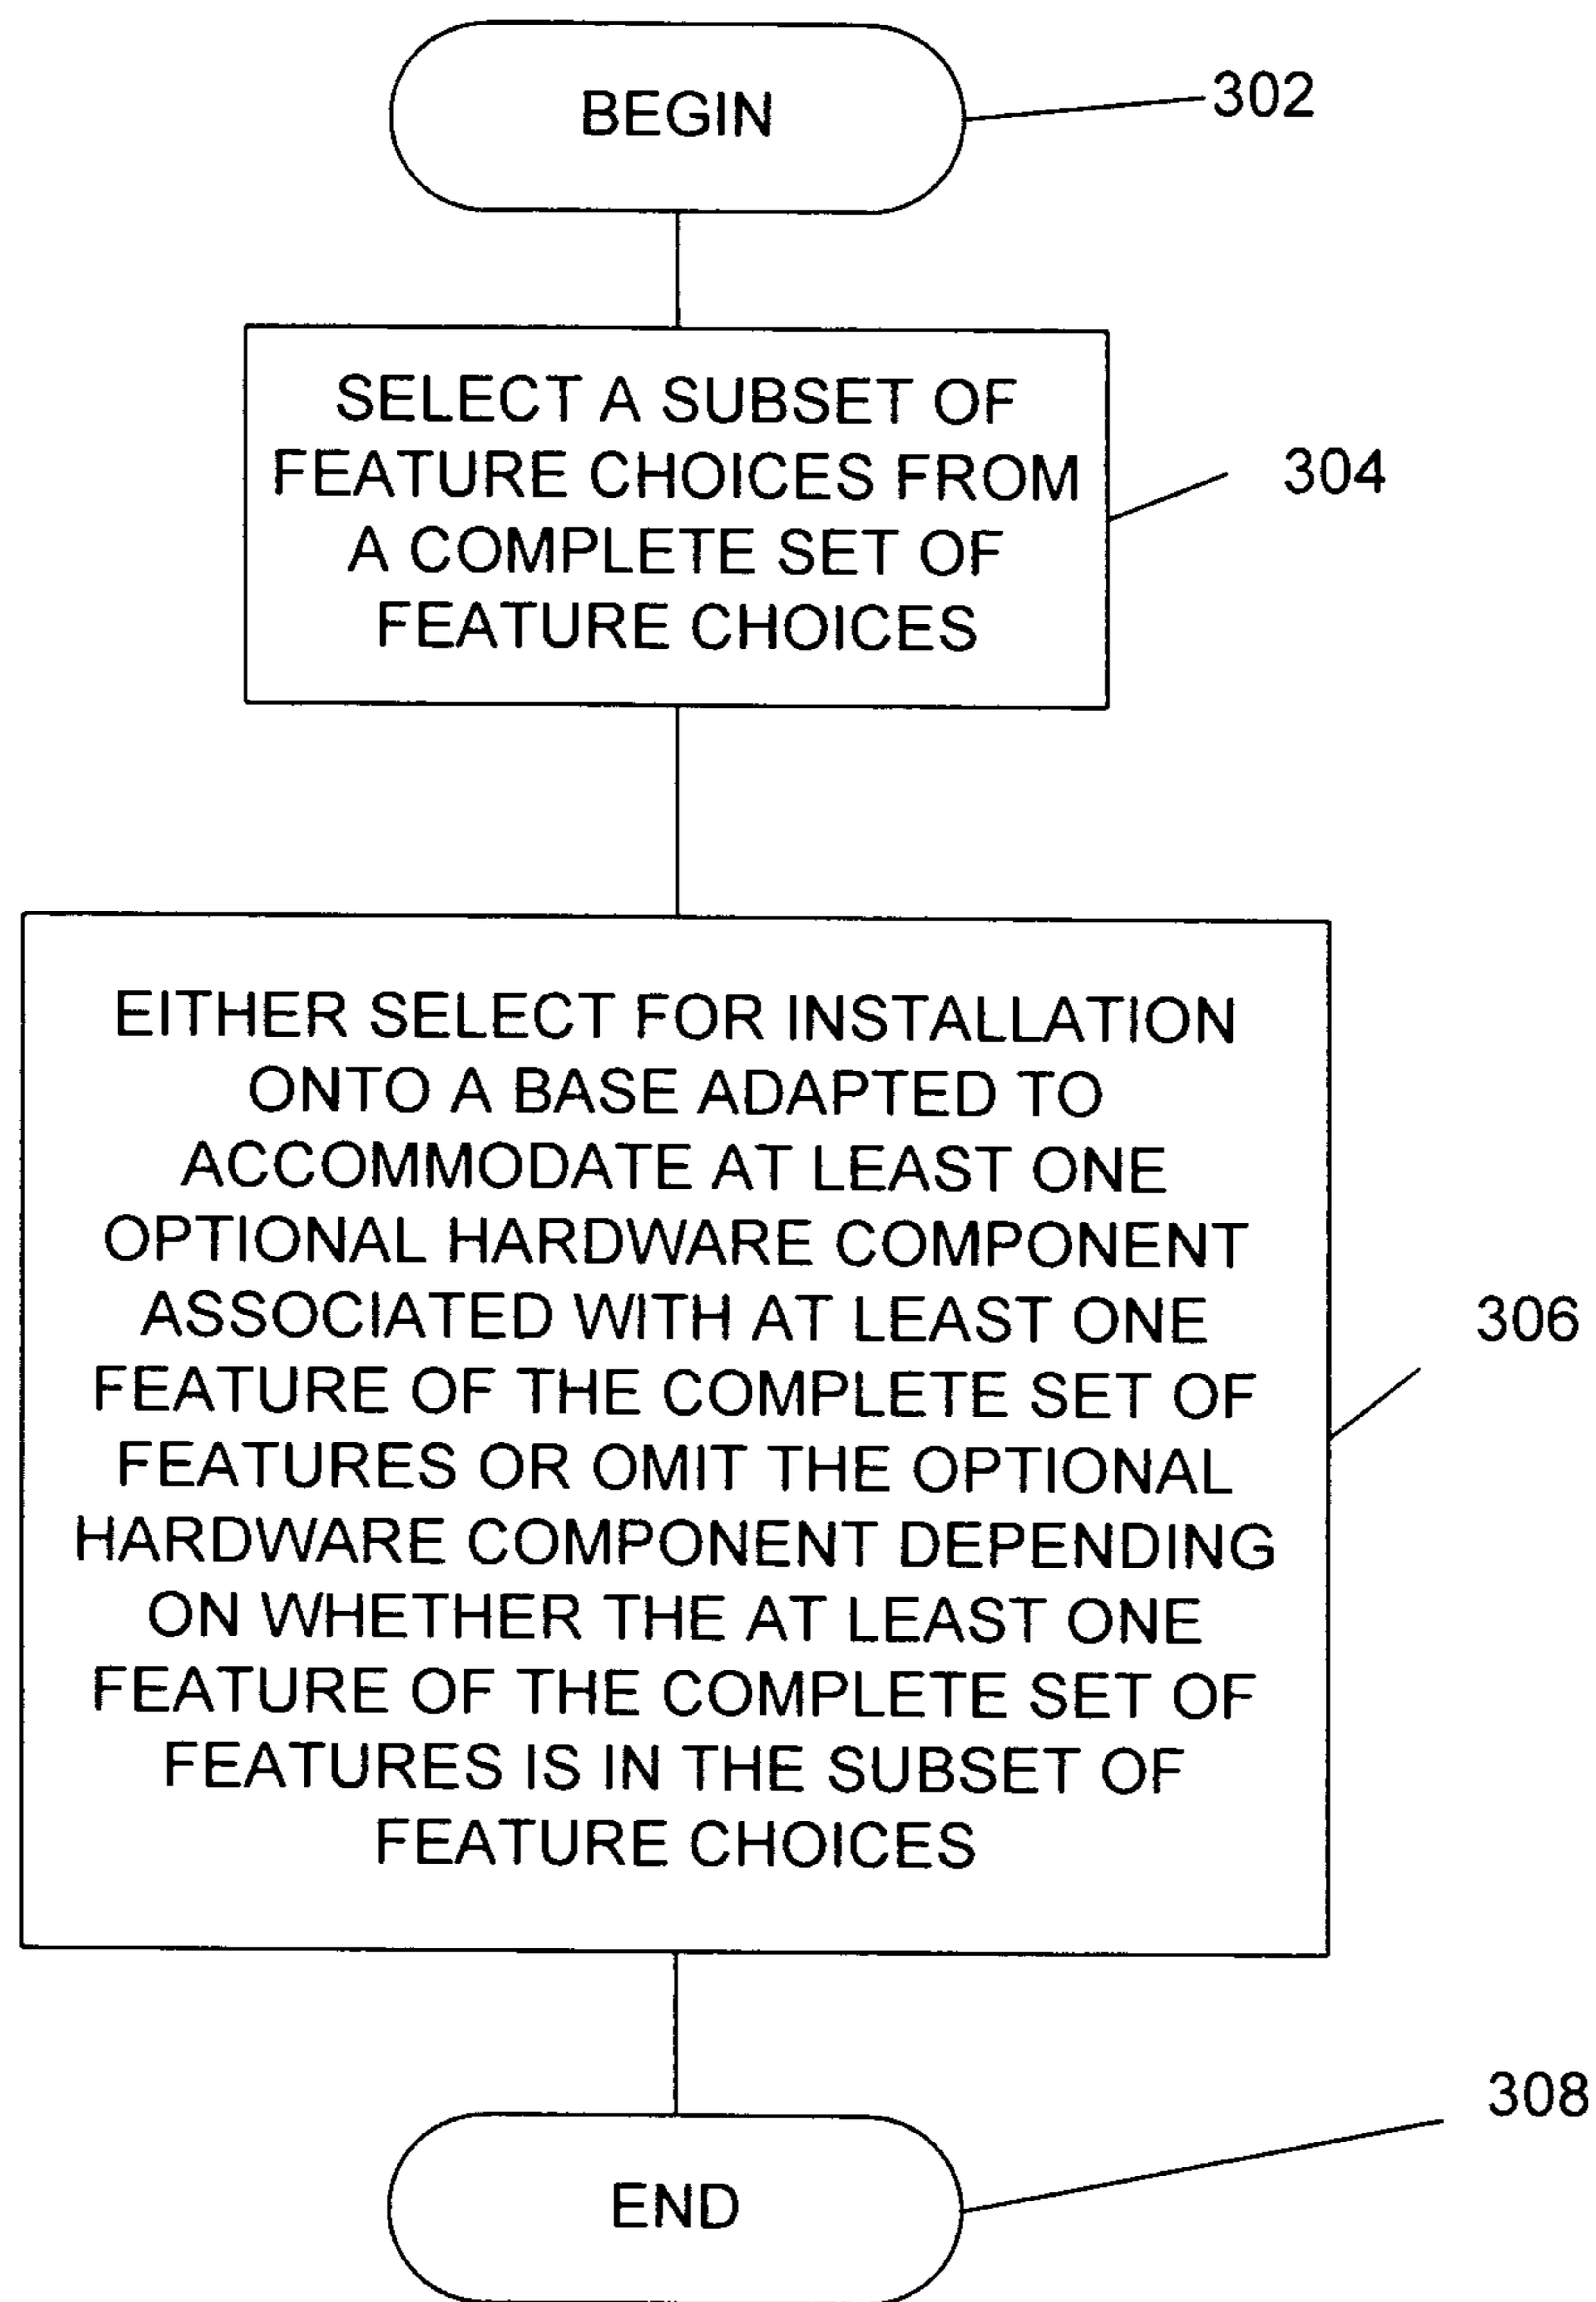 BEGIN
302
SELECT A SUBSET OF
FEATURE CHOICES FROM
A COMPLETE SET OF
FEATURE CHOICES
304
EITHER SELECT FOR INSTALLATION
ONTO A BASE ADAPTED TO
ACCOMMODATE AT LEAST ONE
OPTIONAL HARDWARE COMPONENT
ASSOCIATED WITH AT LEAST ONE
FEATURE OF THE COMPLETE SET OF
FEATURES OR OMIT THE OPTIONAL
HARDWARE COMPONENT DEPENDING
ON WHETHER THE AT LEAST ONE
FEATURE OF THE COMPLETE SET OF
FEATURES IS IN THE SUBSET OF
FEATURE CHOICES
306
END
308